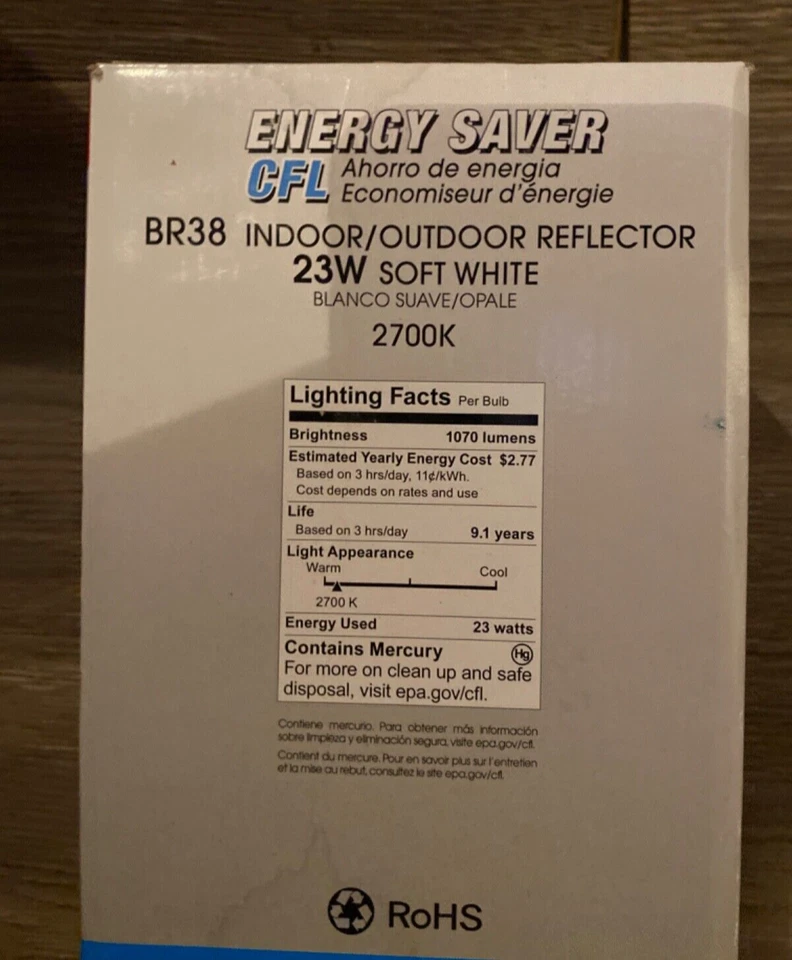 ENERGY SAVER
CFL Ahorro de energia
Economiseur d'énergie
BR38 INDOOR/OUTDOOR REFLECTOR
23W SOFT WHITE
BLANCO SUAVE/OPALE
2700K
Lighting Facts Per Bulb
Brightness 1070 lumens
Estimated Yearly Energy Cost $2.77
Based on 3 hrs/day, 11¢/kWh.
Cost depends on rates and use
Life
Based on 3 hrs/day 9.1 years
Light Appearance
Warm Cool
2700 K
Energy Used 23 watts
Contains Mercury Hg
For more on clean up and safe
disposal, visit epa.gov/cfl.
Contiene mercurio. Para obtener más información
sobre limpieza y eliminación segura, visite epa.gov/cfl.
Contient du mercure. Pour en savoir plus sur l'entretien
et la mise au rebut, consultez le site epa.gov/cfl.
RoHS